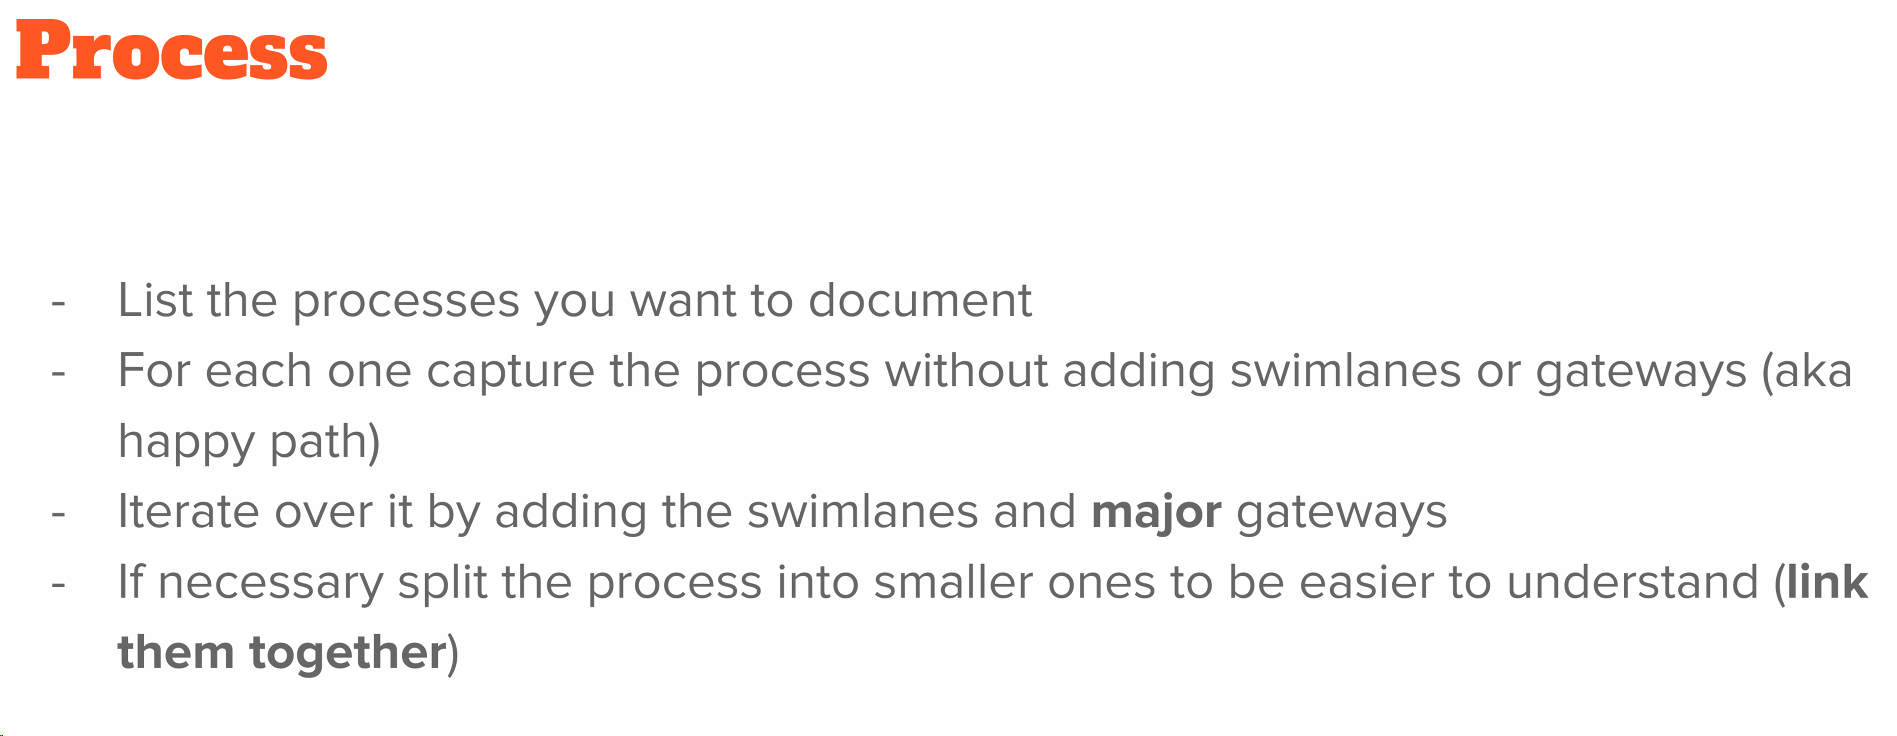 Process
- List the processes you want to document
- For each one capture the process without adding swimlanes or gateways (aka
happy path)
- Iterate over it by adding the swimlanes and major gateways
- If necessary split the process into smaller ones to be easier to understand (link
them together)